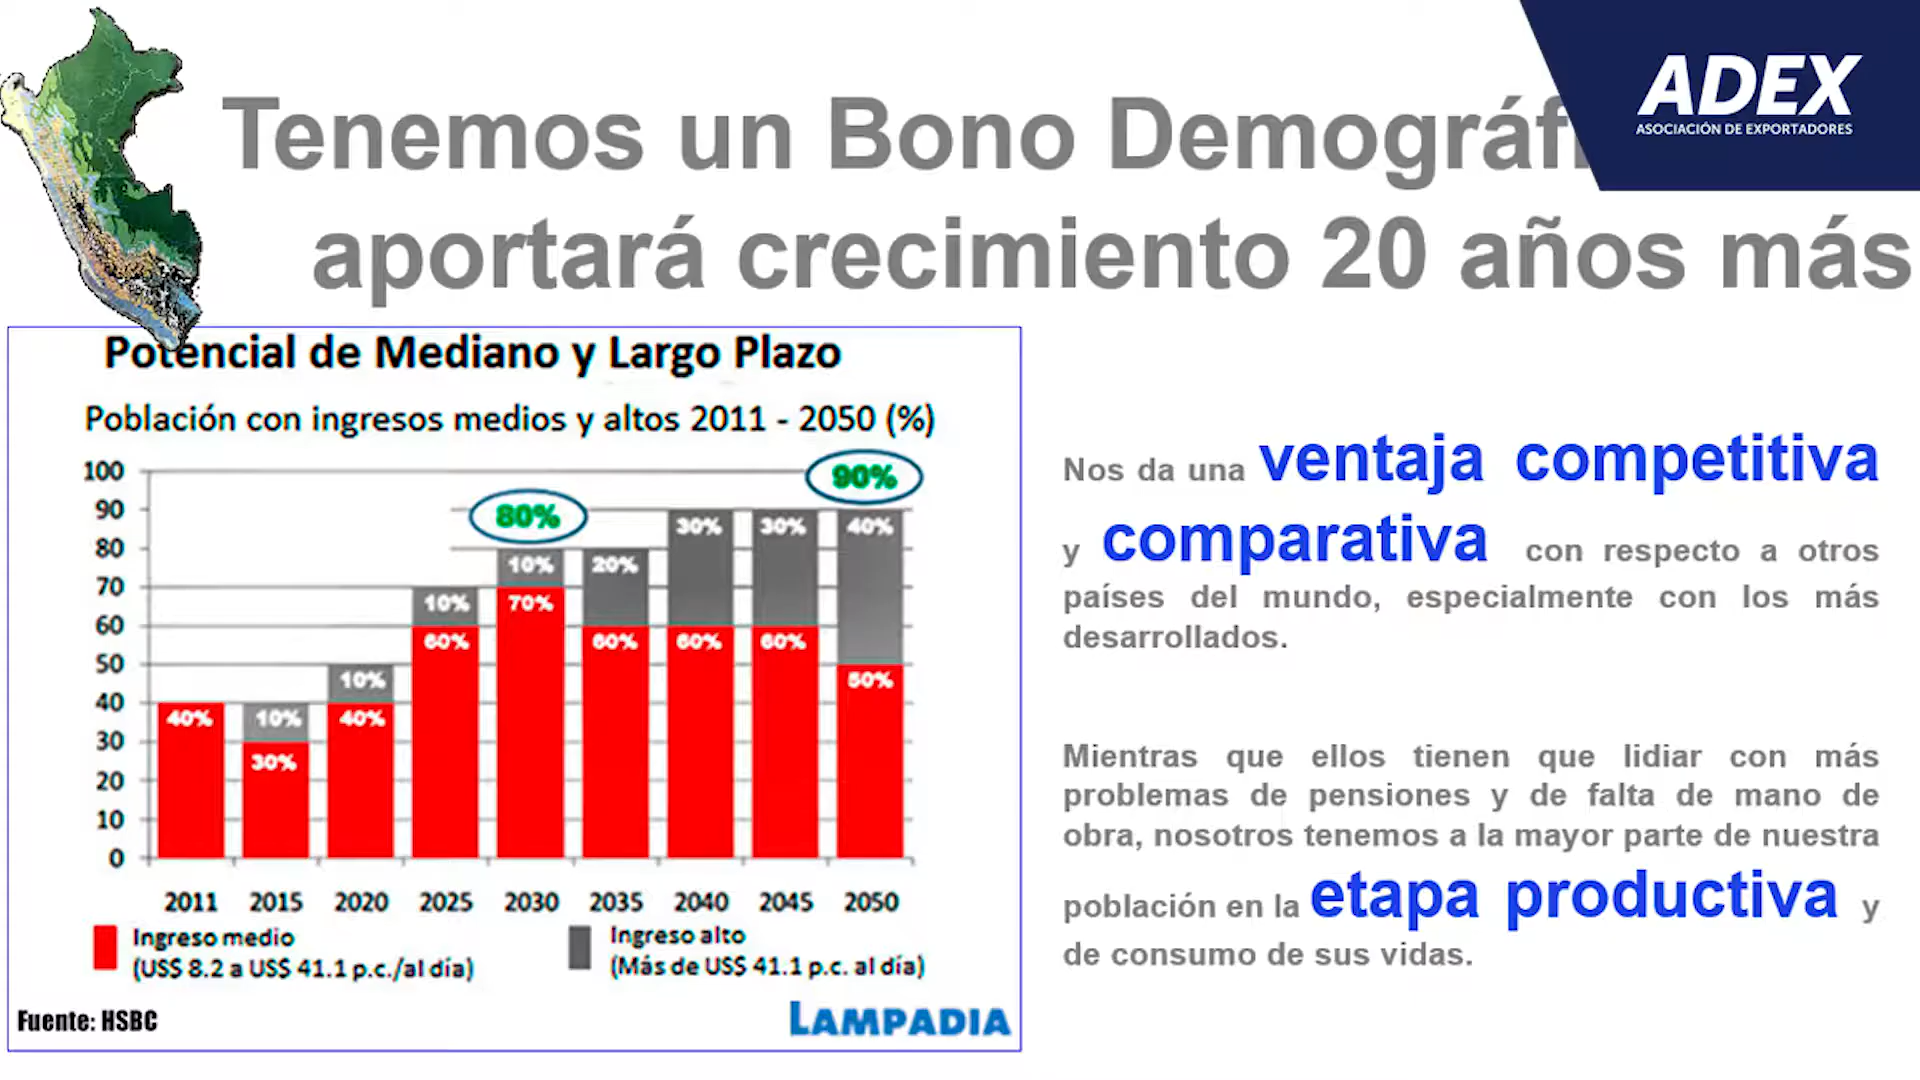 ADEX
ASOCIACIÓN DE EXPORTADORES
Tenemos un Bono Demográfi
aportará crecimiento 20 años más
Potencial de Mediano y Largo Plazo
Población con ingresos medios y altos 2011 - 2050 (%)
100
90
80
70
60
50
40
30
20
10
0
80%
90%
40%
10%
30%
10%
40%
10%
60%
10%
70%
20%
60%
30%
60%
30%
60%
40%
50%
2011 2015 2020 2025 2030 2035 2040 2045 2050
Ingreso medio
(US$ 8.2 a US$ 41.1 p.c./al día)
Ingreso alto
(Más de US$ 41.1 p.c. al día)
Fuente: HSBC
LAMPADIA
Nos da una ventaja competitiva
y comparativa con respecto a otros
países del mundo, especialmente con los más
desarrollados.
Mientras que ellos tienen que lidiar con más
problemas de pensiones y de falta de mano de
obra, nosotros tenemos a la mayor parte de nuestra
población en la etapa productiva y
de consumo de sus vidas.